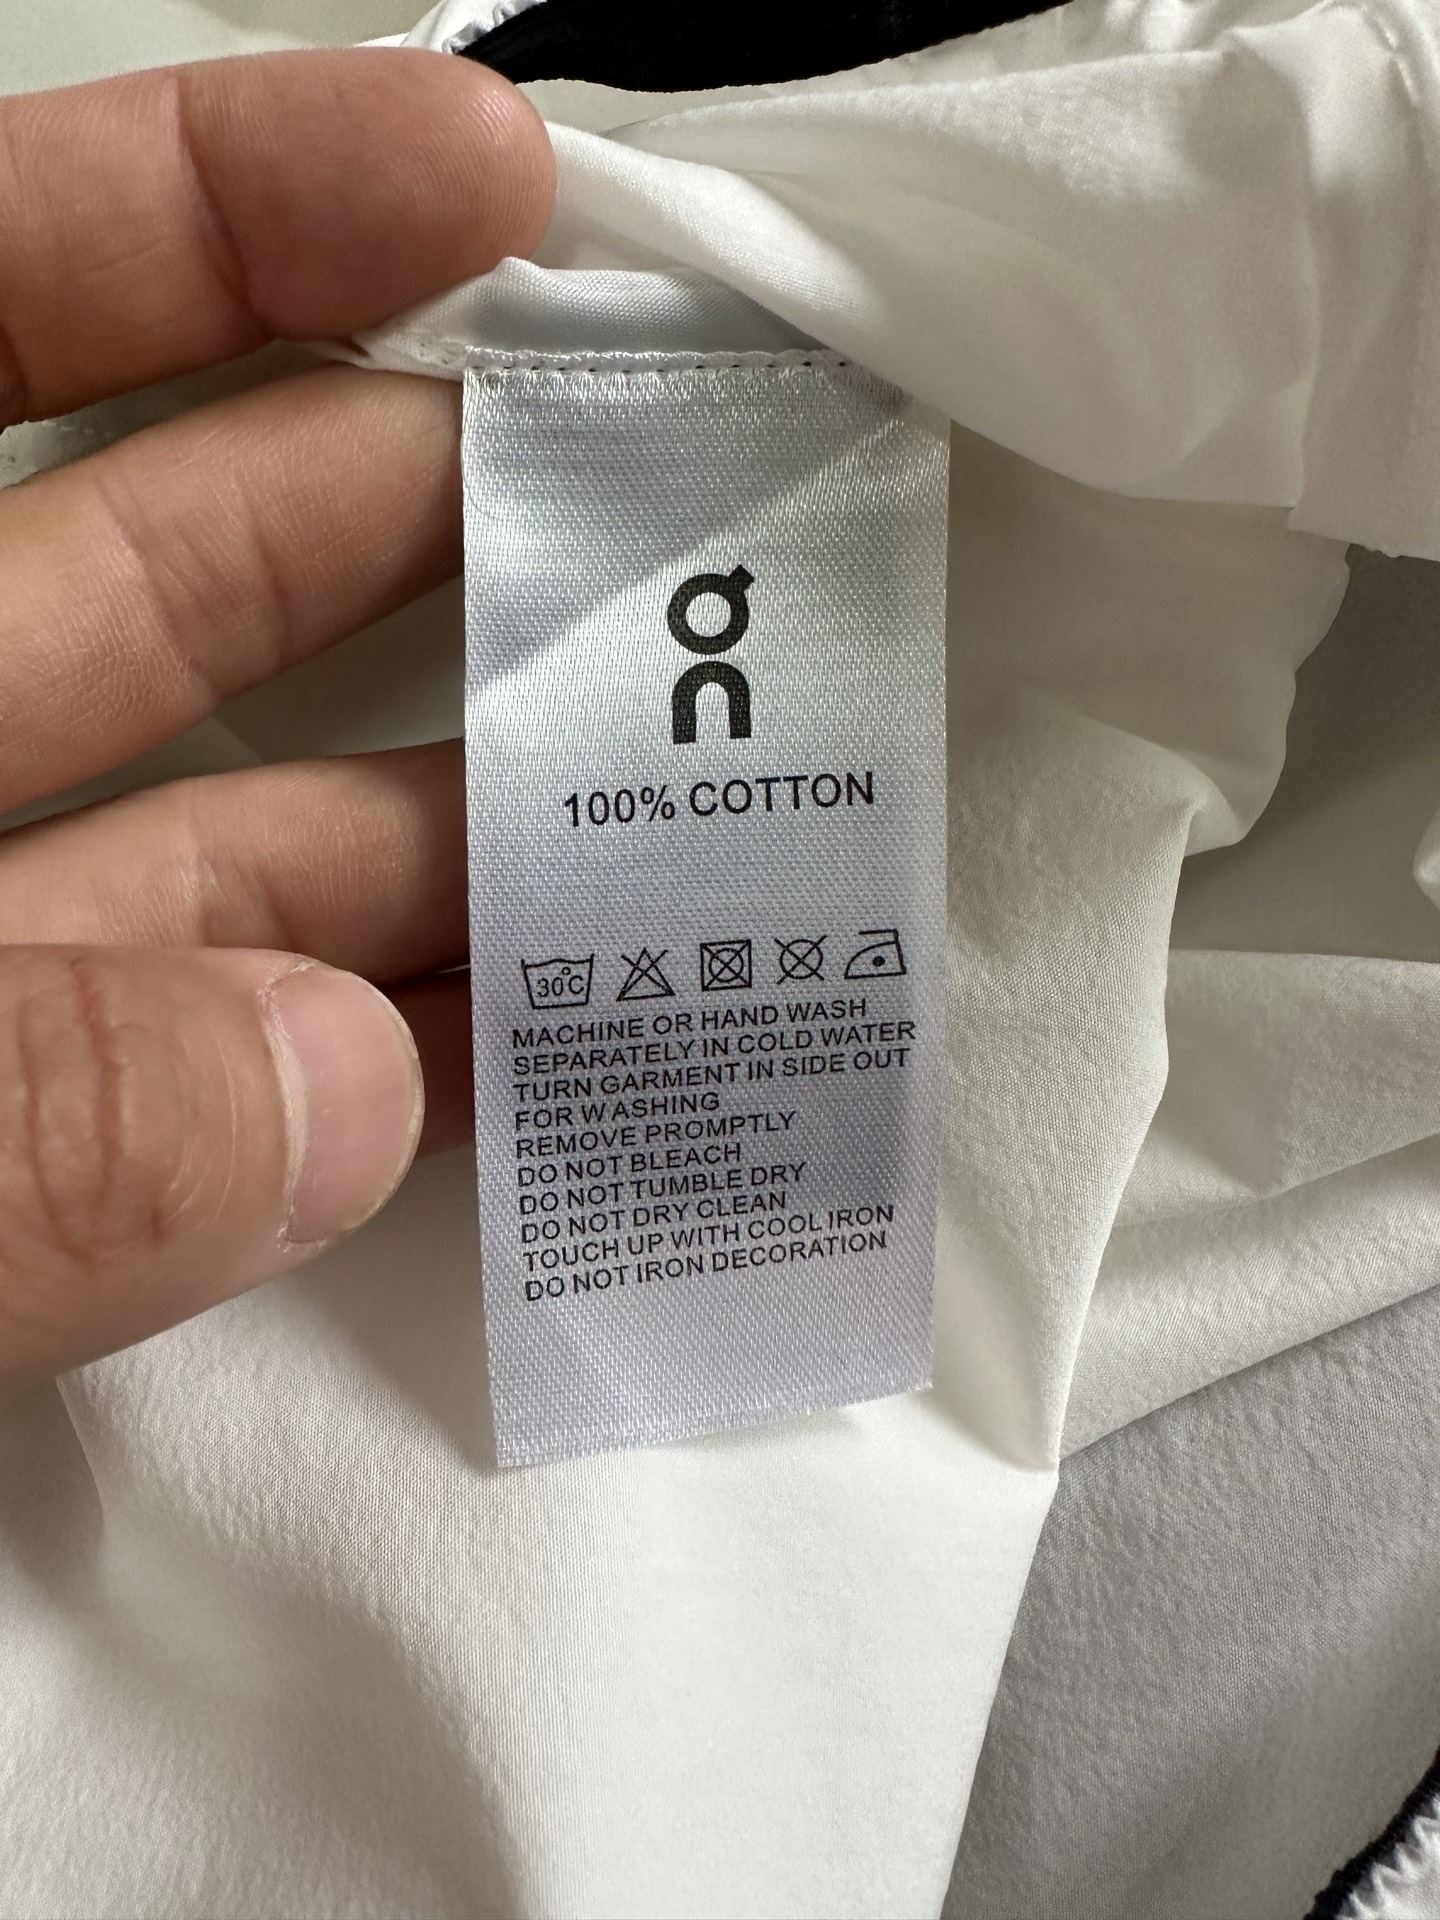 on
100% COTTON
30°C
MACHINE OR HAND WASH
SEPARATELY IN COLD WATER
TURN GARMENT IN SIDE OUT
FOR W ASHING
REMOVE PROMPTLY
DO NOT BLEACH
DO NOT TUMBLE DRY
DO NOT DRY CLEAN
TOUCH UP WITH COOL IRON
DO NOT IRON DECORATION